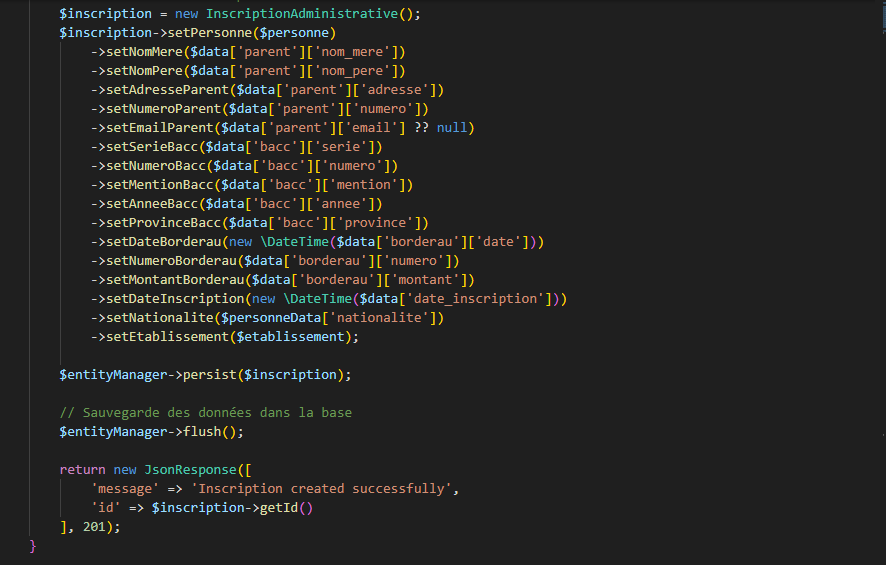 $inscription = new InscriptionAdministrative();
$inscription->setPersonne($personne)
->setNomMere($data['parent']['nom_mere'])
->setNomPere($data['parent']['nom_pere'])
->setAdresseParent($data['parent']['adresse'])
->setNumeroParent($data['parent']['numero'])
->setEmailParent($data['parent']['email'] ?? null)
->setSerieBacc($data['bacc']['serie'])
->setNumeroBacc($data['bacc']['numero'])
->setMentionBacc($data['bacc']['mention'])
->setAnneeBacc($data['bacc']['annee'])
->setProvinceBacc($data['bacc']['province'])
->setDateBorderau(new \DateTime($data['borderau']['date']))
->setNumeroBorderau($data['borderau']['numero'])
->setMontantBorderau($data['borderau']['montant'])
->setDateInscription(new \DateTime($data['date_inscription']))
->setNationalite($personneData['nationalite'])
->setEtablissement($etablissement);
$entityManager->persist($inscription);
// Sauvegarde des données dans la base
$entityManager->flush();
return new JsonResponse([
'message' => 'Inscription created successfully',
'id' => $inscription->getId()
], 201);
}